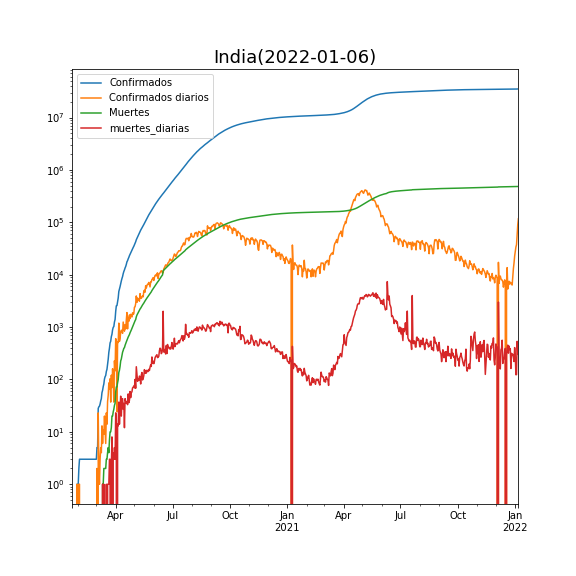 India(2022-01-06)
Confirmados
Confirmados diarios
Muertes
muertes_diarias
10⁷
10⁶
10⁵
10⁴
10³
10²
10¹
10⁰
Apr Jul Oct Jan Apr Jul Oct Jan
2021 2022